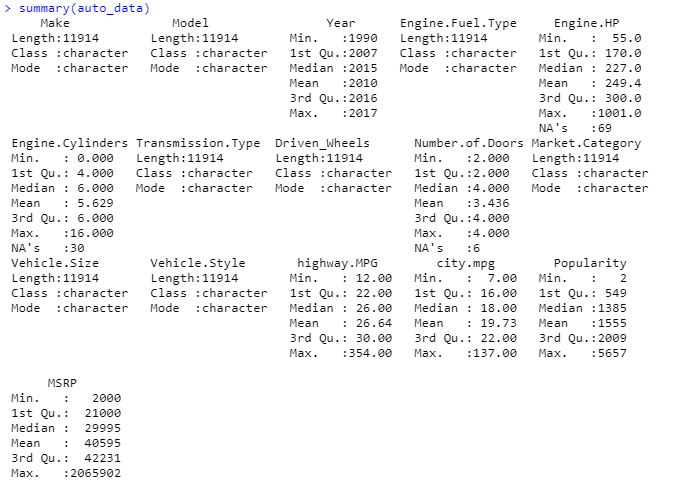 > summary(auto_data)
     Make              Model                Year      Engine.Fuel.Type     Engine.HP
 Length:11914       Length:11914       Min.   :1990   Length:11914       Min.   :  55.0
 Class :character   Class :character   1st Qu.:2007   Class :character   1st Qu.: 170.0
 Mode  :character   Mode  :character   Median :2015   Mode  :character   Median : 227.0
                                       Mean   :2010                      Mean   : 249.4
                                       3rd Qu.:2016                      3rd Qu.: 300.0
                                       Max.   :2017                      Max.   :1001.0
                                                                         NA's   :69
 Engine.Cylinders Transmission.Type  Driven_Wheels      Number.of.Doors Market.Category
 Min.   : 0.000   Length:11914       Length:11914       Min.   :2.000   Length:11914
 1st Qu.: 4.000   Class :character   Class :character   1st Qu.:2.000   Class :character
 Median : 6.000   Mode  :character   Mode  :character   Median :4.000   Mode  :character
 Mean   : 5.629                                         Mean   :3.436
 3rd Qu.: 6.000                                         3rd Qu.:4.000
 Max.   :16.000                                         Max.   :4.000
 NA's   :30                                             NA's   :6
 Vehicle.Size       Vehicle.Style       highway.MPG        city.mpg        Popularity
 Length:11914       Length:11914       Min.   : 12.00   Min.   :  7.00   Min.   :   2
 Class :character   Class :character   1st Qu.: 22.00   1st Qu.: 16.00   1st Qu.: 549
 Mode  :character   Mode  :character   Median : 26.00   Median : 18.00   Median :1385
                                       Mean   : 26.64   Mean   : 19.73   Mean   :1555
                                       3rd Qu.: 30.00   3rd Qu.: 22.00   3rd Qu.:2009
                                       Max.   :354.00   Max.   :137.00   Max.   :5657
      MSRP
 Min.   :   2000
 1st Qu.:  21000
 Median :  29995
 Mean   :  40595
 3rd Qu.:  42231
 Max.   :2065902